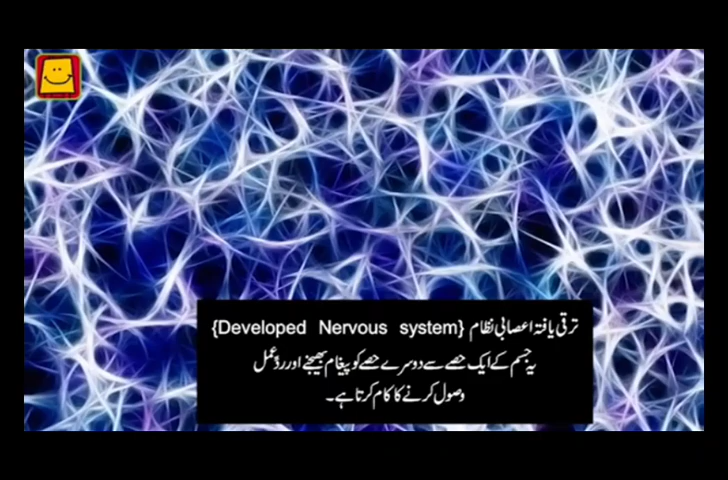 ترقی یافتہ اعصابی نظام {Developed Nervous system}
یہ جسم کے ایک حصے سے دوسرے حصے کو پیغام بھیجنے اور ردعمل
وصول کرنے کا کام کرتا ہے۔